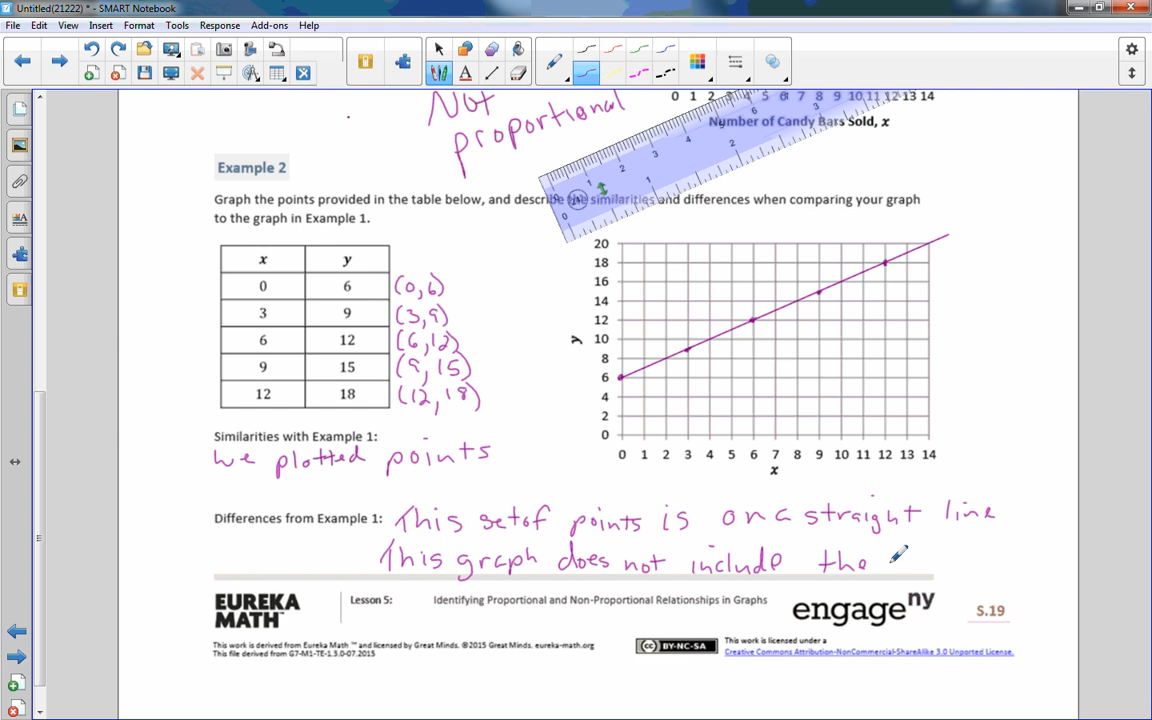 Untitled(21222) * - SMART Notebook
File Edit View Insert Format Tools Response Add-ons Help
Not
proportional
0 1 2 3 4 5 6 7 8 9 10 11 12 13 14
Number of Candy Bars Sold, x
Example 2
Graph the points provided in the table below, and describe the similarities and differences when comparing your graph
to the graph in Example 1.
x y
0 6 (0,6)
3 9 (3,9)
6 12 (6,12)
9 15 (9,15)
12 18 (12,18)
20
18
16
14
12
10
8
6
4
2
0
y
0 1 2 3 4 5 6 7 8 9 10 11 12 13 14
x
Similarities with Example 1:
We plotted points
Differences from Example 1: This set of points is on a straight line
This graph does not include the
EUREKA
MATH™
Lesson 5: Identifying Proportional and Non-Proportional Relationships in Graphs
engage ny
S.19
This work is derived from Eureka Math ™ and licensed by Great Minds. ©2015 Great Minds. eureka-math.org
This file derived from G7-M1-TE-1.3.0-07.2015
(cc) BY-NC-SA
This work is licensed under a
Creative Commons Attribution-NonCommercial-ShareAlike 3.0 Unported License.